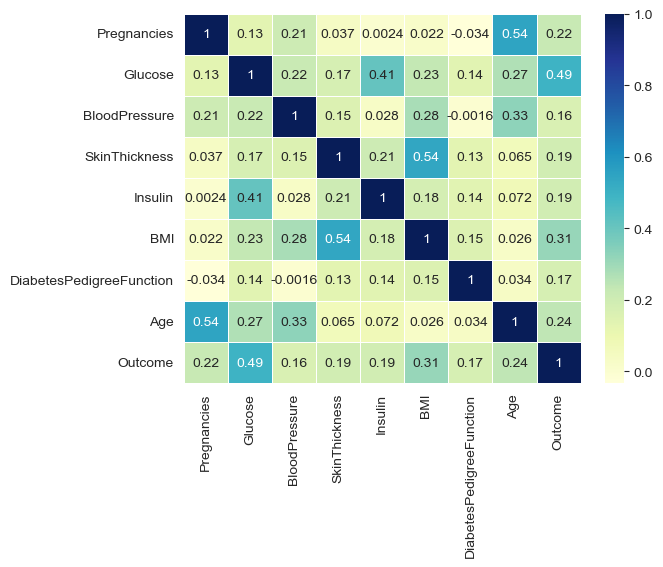 Pregnancies 1 0.13 0.21 0.037 0.0024 0.022 -0.034 0.54 0.22
Glucose 0.13 1 0.22 0.17 0.41 0.23 0.14 0.27 0.49
BloodPressure 0.21 0.22 1 0.15 0.028 0.28 -0.0016 0.33 0.16
SkinThickness 0.037 0.17 0.15 1 0.21 0.54 0.13 0.065 0.19
Insulin 0.0024 0.41 0.028 0.21 1 0.18 0.14 0.072 0.19
BMI 0.022 0.23 0.28 0.54 0.18 1 0.15 0.026 0.31
DiabetesPedigreeFunction -0.034 0.14 -0.0016 0.13 0.14 0.15 1 0.034 0.17
Age 0.54 0.27 0.33 0.065 0.072 0.026 0.034 1 0.24
Outcome 0.22 0.49 0.16 0.19 0.19 0.31 0.17 0.24 1
Pregnancies
Glucose
BloodPressure
SkinThickness
Insulin
BMI
DiabetesPedigreeFunction
Age
Outcome
1.0
0.8
0.6
0.4
0.2
0.0